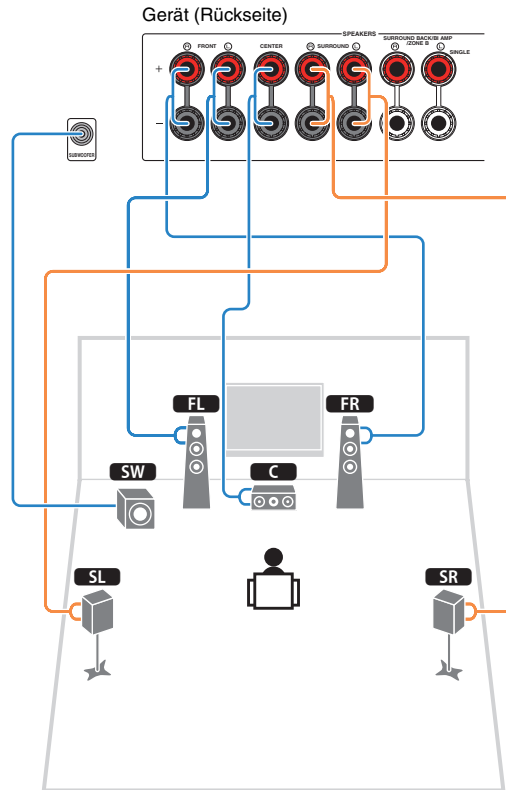 Gerät (Rückseite)
SPEAKERS
SURROUND BACK/BI AMP
/ZONE B
R FRONT L
CENTER
R SURROUND L
R L
SINGLE
+
–
SUBWOOFER
FL
FR
SW
C
SL
SR